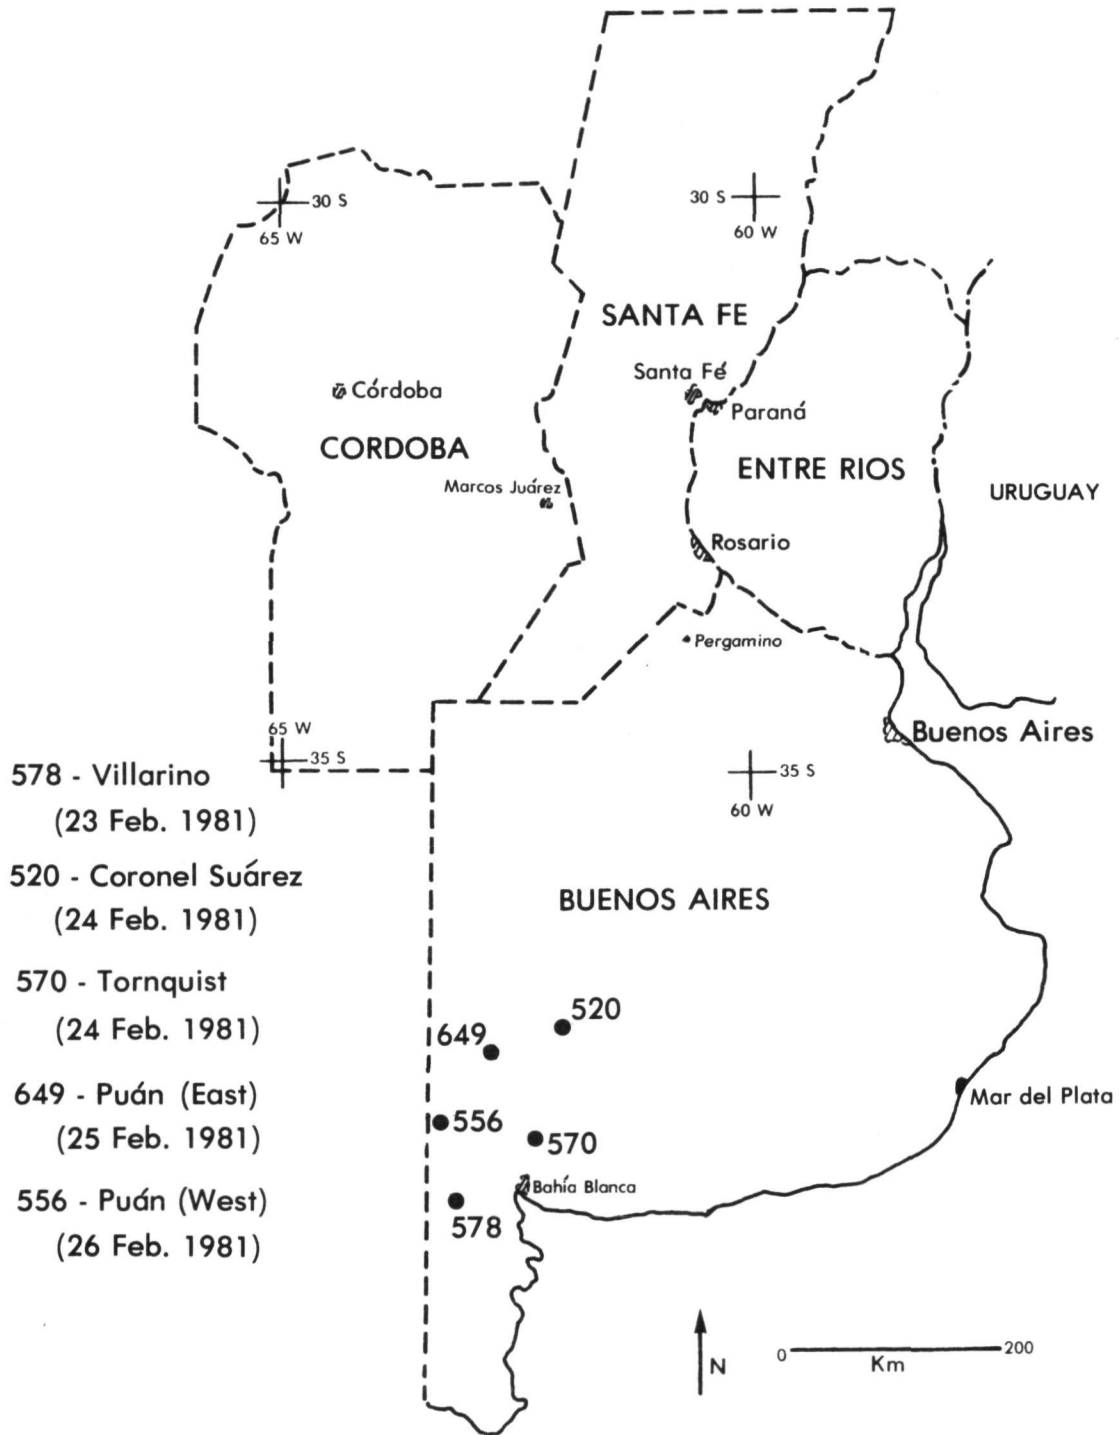 30 S
65 W
30 S
60 W
SANTA FE
Santa Fé
Paraná
Córdoba
CORDOBA
Marcos Juárez
ENTRE RIOS
URUGUAY
Rosario
Pergamino
65 W
35 S
Buenos Aires
35 S
60 W
578 - Villarino
(23 Feb. 1981)
520 - Coronel Suárez
(24 Feb. 1981)
570 - Tornquist
(24 Feb. 1981)
649 - Puán (East)
(25 Feb. 1981)
556 - Puán (West)
(26 Feb. 1981)
BUENOS AIRES
520
649
556
570
578
Bahía Blanca
Mar del Plata
N
0
200
Km